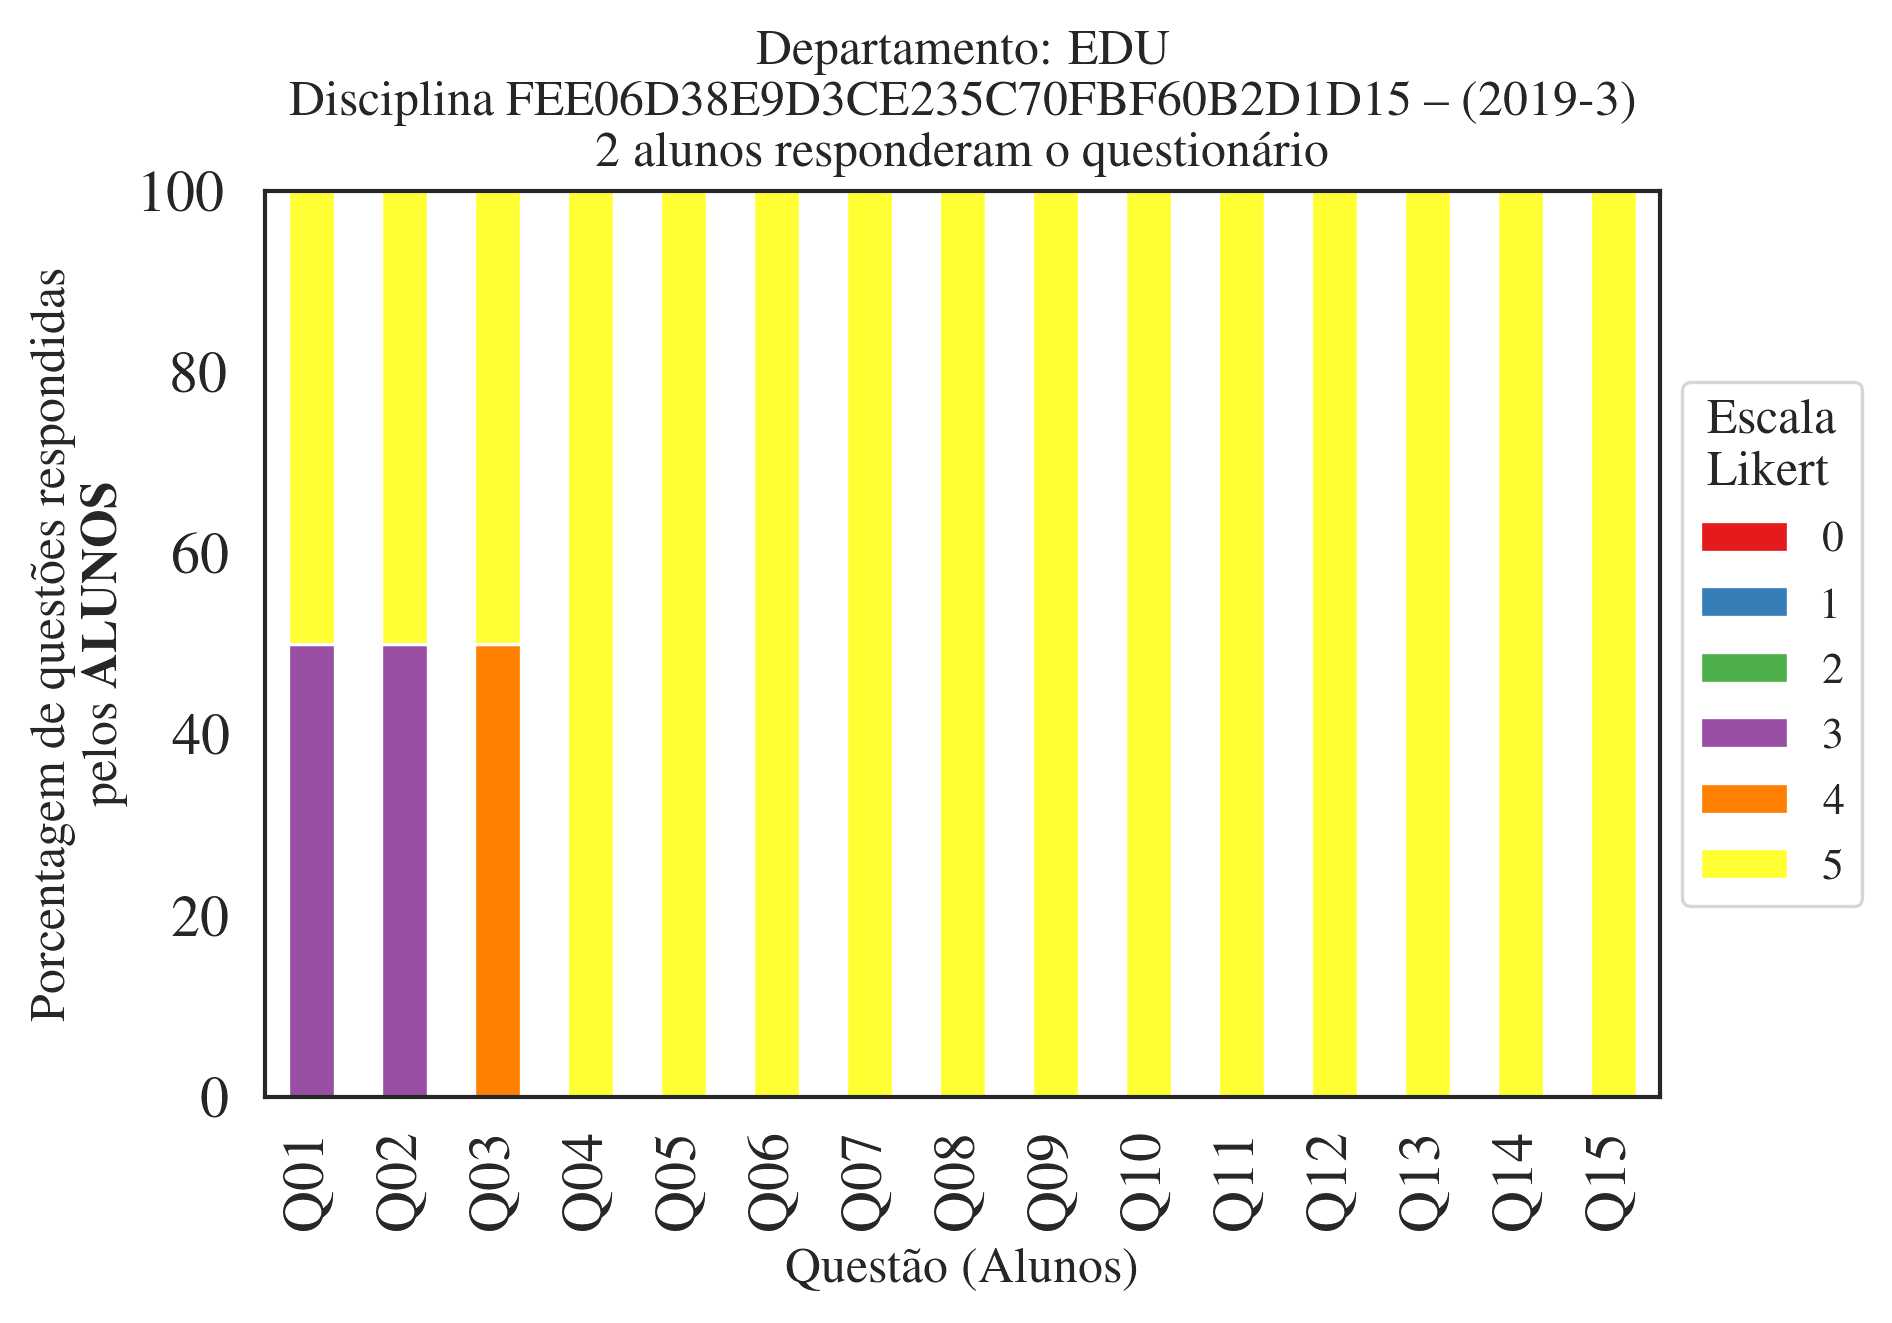 Departamento: EDU
Disciplina FEE06D38E9D3CE235C70FBF60B2D1D15 – (2019-3)
2 alunos responderam o questionário
Porcentagem de questões respondidas
pelos ALUNOS
100
80
60
40
20
0
Q01
Q02
Q03
Q04
Q05
Q06
Q07
Q08
Q09
Q10
Q11
Q12
Q13
Q14
Q15
Questão (Alunos)
Escala
Likert
0
1
2
3
4
5